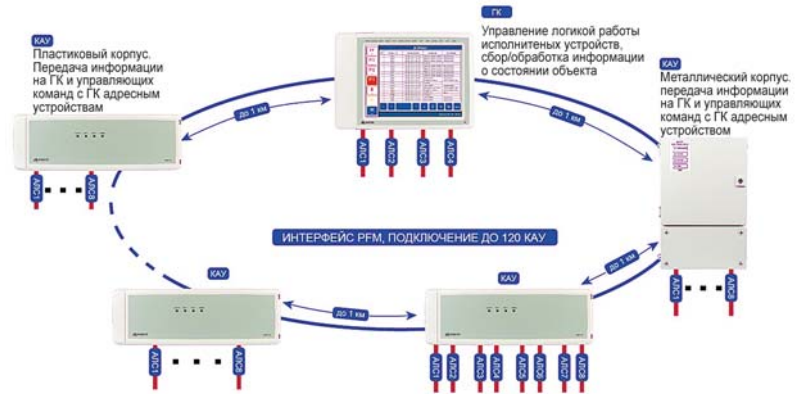 ГК
Управление логикой работы
исполнитеных устройств,
сбор/обработка информации
о состоянии объекта
КАУ
Пластиковый корпус.
Передача информации
на ГК и управляющих
команд с ГК адресным
устройствам
КАУ
Металлический корпус.
передача информации
на ГК и управляющих
команд с ГК адресным
устройством
до 1 км
до 1 км
АЛС1
АЛС2
АЛС3
АЛС4
АЛС1
АЛС8
ИНТЕРФЕЙС PFM, ПОДКЛЮЧЕНИЕ ДО 120 КАУ
до 1 км
АЛС1
АЛС8
КАУ
КАУ
до 1 км
АЛС1
АЛС8
АЛС1
АЛС2
АЛС3
АЛС4
АЛС5
АЛС6
АЛС7
АЛС8